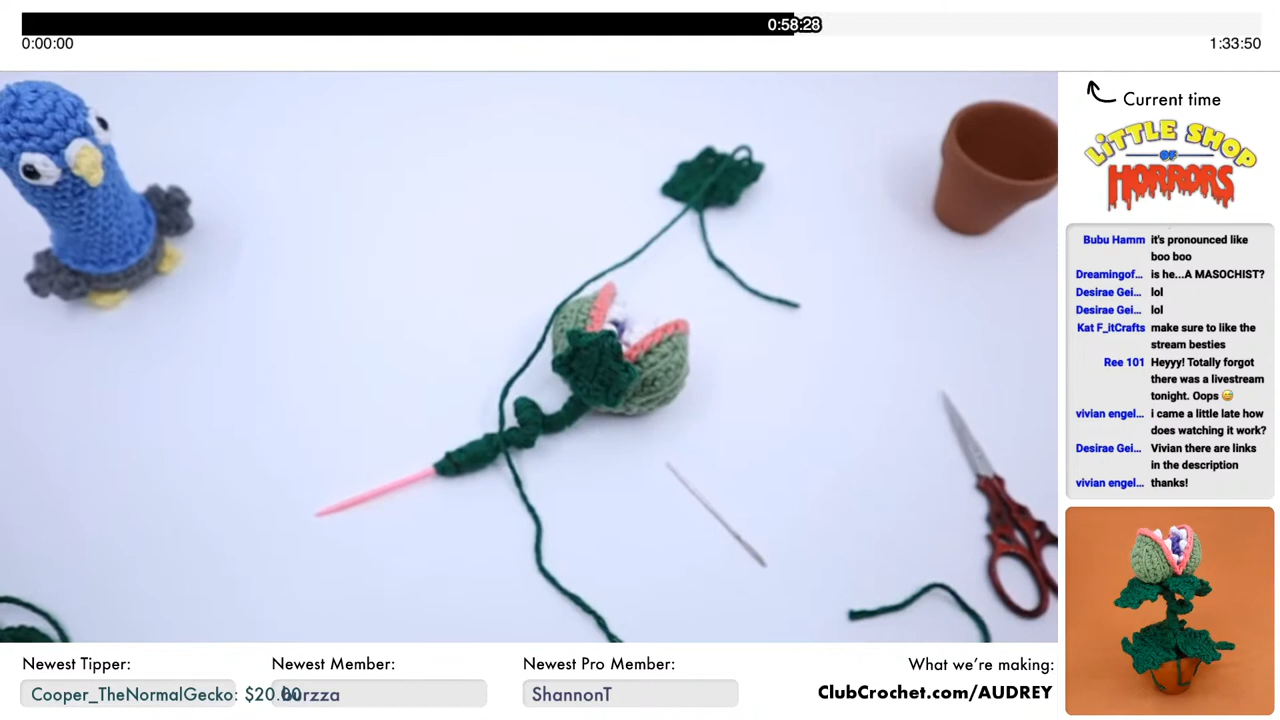 0:58:28
0:00:00
1:33:50
Current time
LiTTLE SHOP
OF
HORRORS
Bubu Hamm it's pronounced like
boo boo
Dreamingof... is he...A MASOCHIST?
Desirae Gei... lol
Desirae Gei... lol
Kat F_itCrafts make sure to like the
stream besties
Ree 101 Heyyy! Totally forgot
there was a livestream
tonight. Oops 😅
vivian engel... i came a little late how
does watching it work?
Desirae Gei... Vivian there are links
in the description
vivian engel... thanks!
Newest Tipper:
Cooper_TheNormalGecko: $20.00
Newest Member:
Newest Pro Member:
ShannonT
What we're making:
ClubCrochet.com/AUDREY